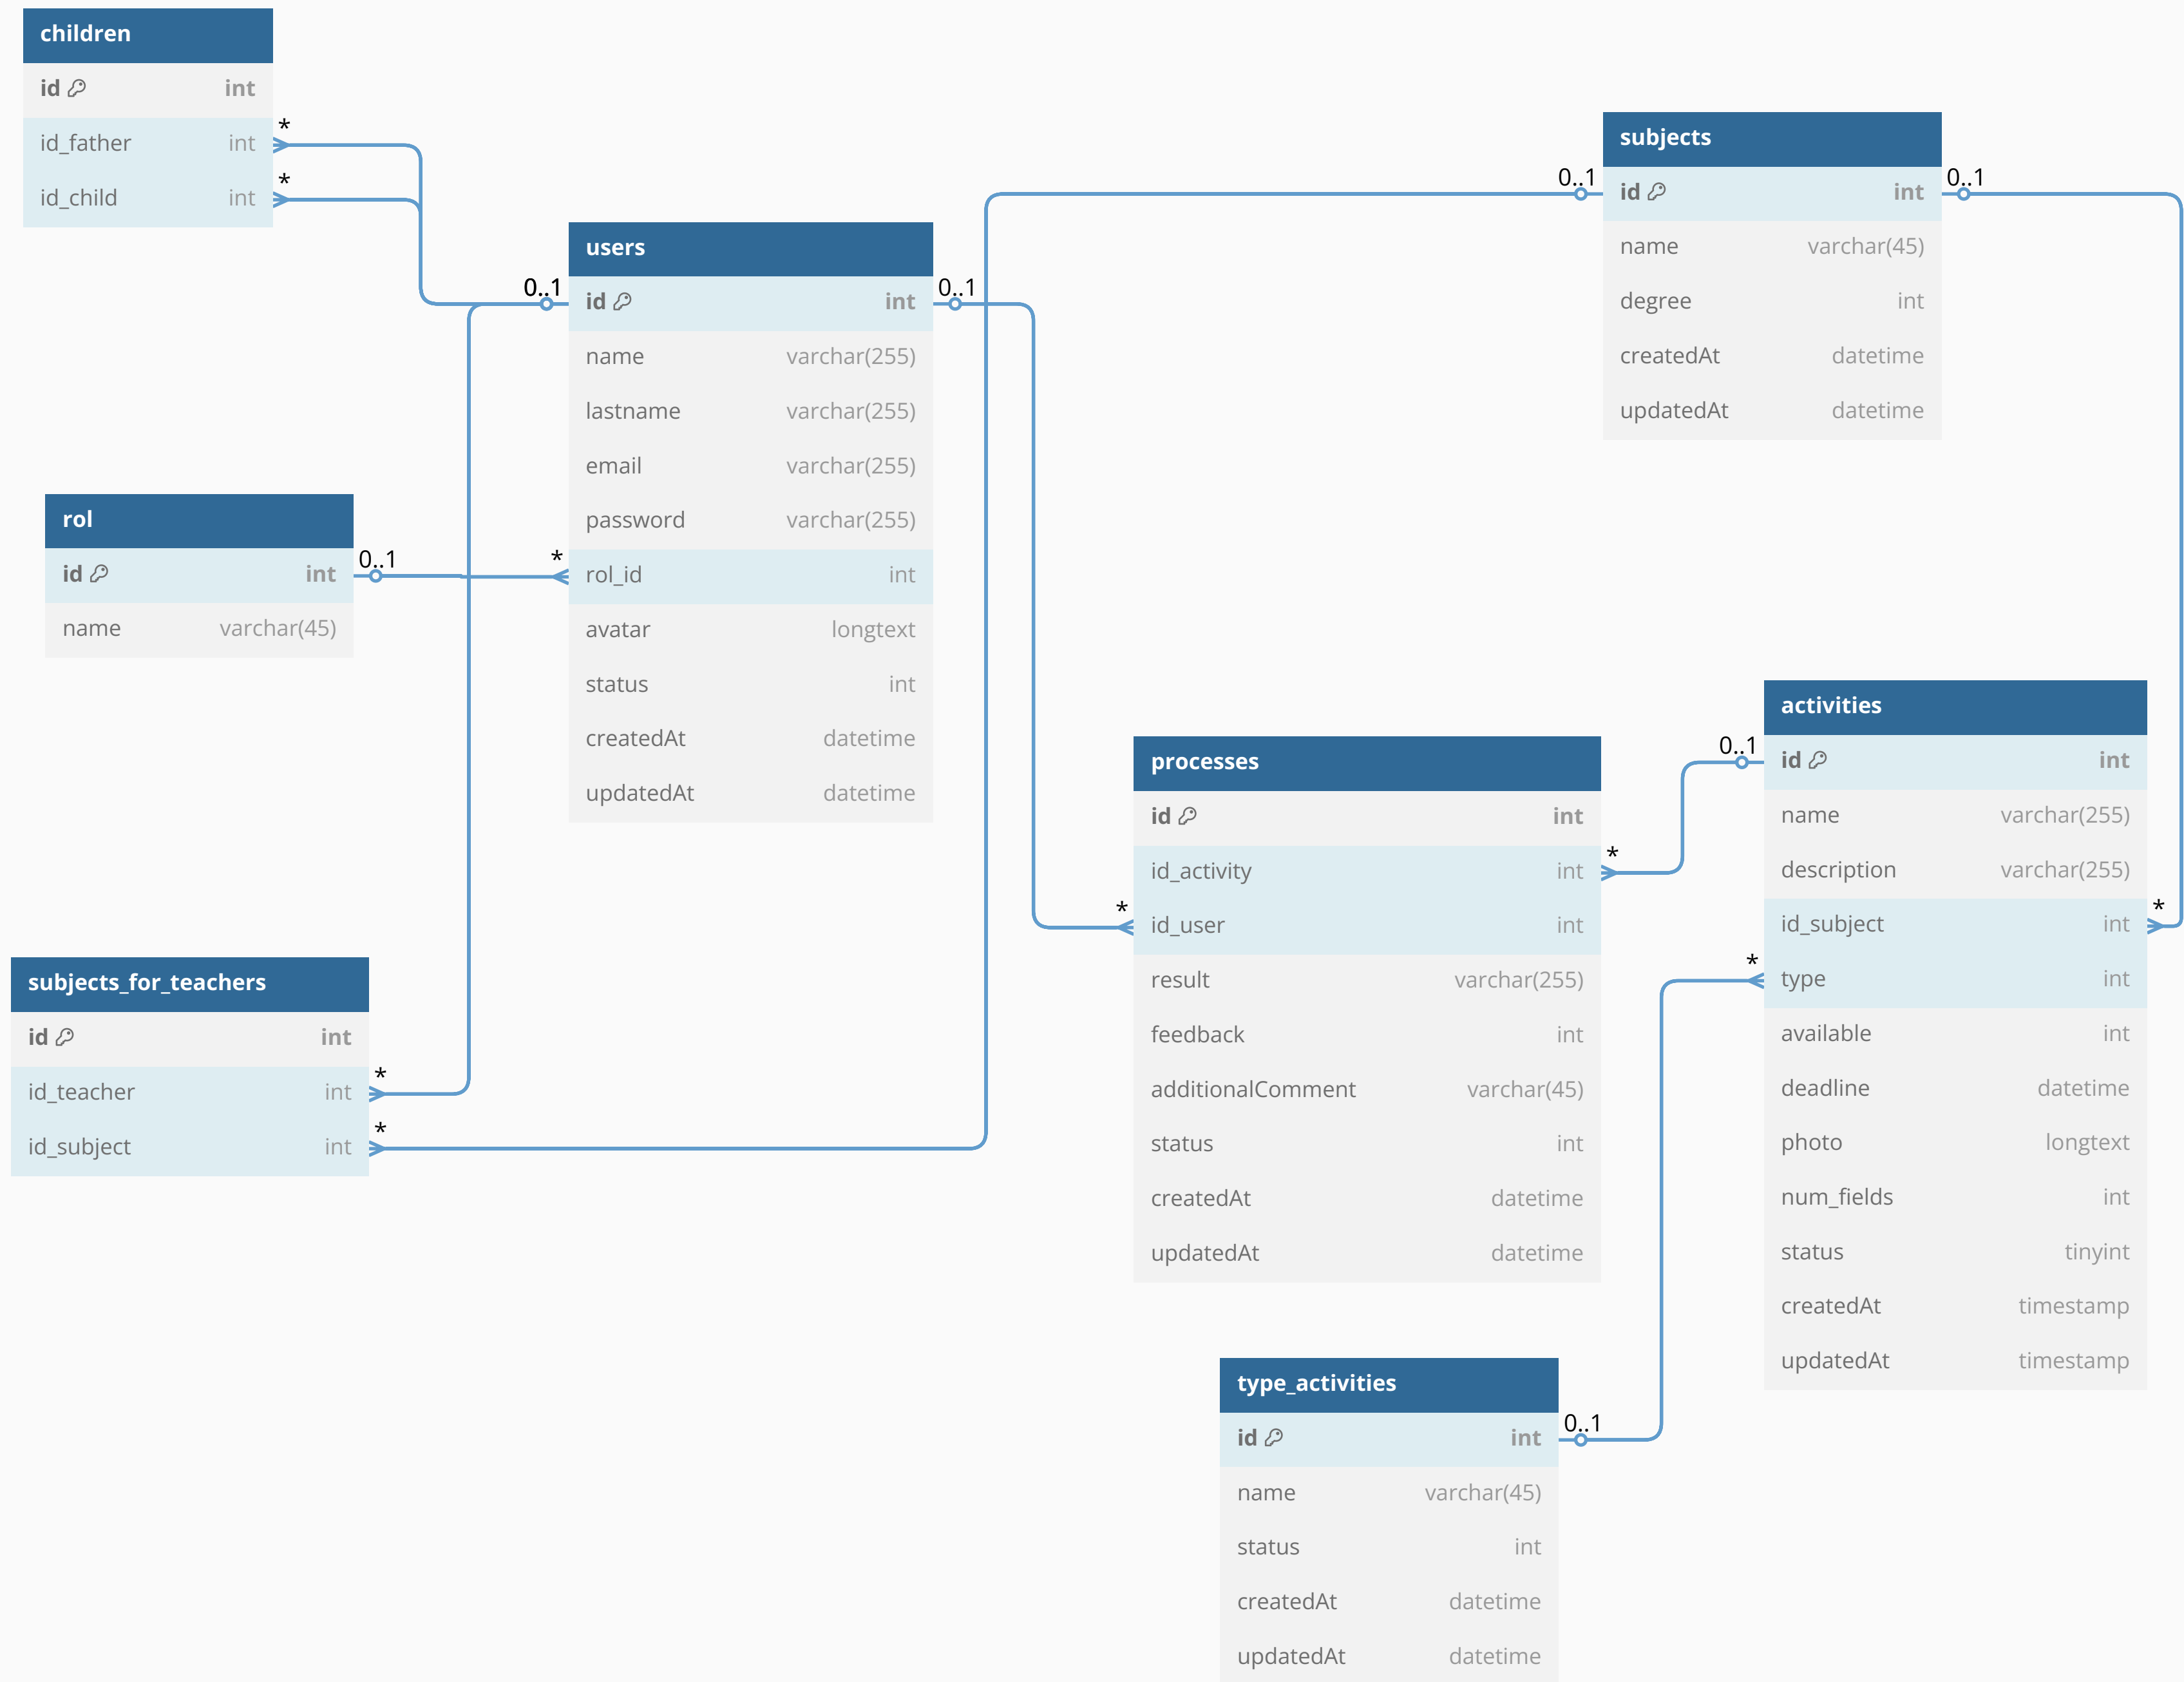 children
id int
* id_father int
* id_child int
users
0..1 id int 0..1
name varchar(255)
lastname varchar(255)
email varchar(255)
password varchar(255)
* rol_id int
avatar longtext
status int
createdAt datetime
updatedAt datetime
rol
id int 0..1
name varchar(45)
subjects_for_teachers
id int
id_teacher int *
id_subject int *
subjects
0..1 id int 0..1
name varchar(45)
degree int
createdAt datetime
updatedAt datetime
processes
id int
id_activity int *
* id_user int
result varchar(255)
feedback int
additionalComment varchar(45)
status int
createdAt datetime
updatedAt datetime
activities
0..1 id int
name varchar(255)
description varchar(255)
id_subject int *
* type int
available int
deadline datetime
photo longtext
num_fields int
status tinyint
createdAt timestamp
updatedAt timestamp
type_activities
id int 0..1
name varchar(45)
status int
createdAt datetime
updatedAt datetime